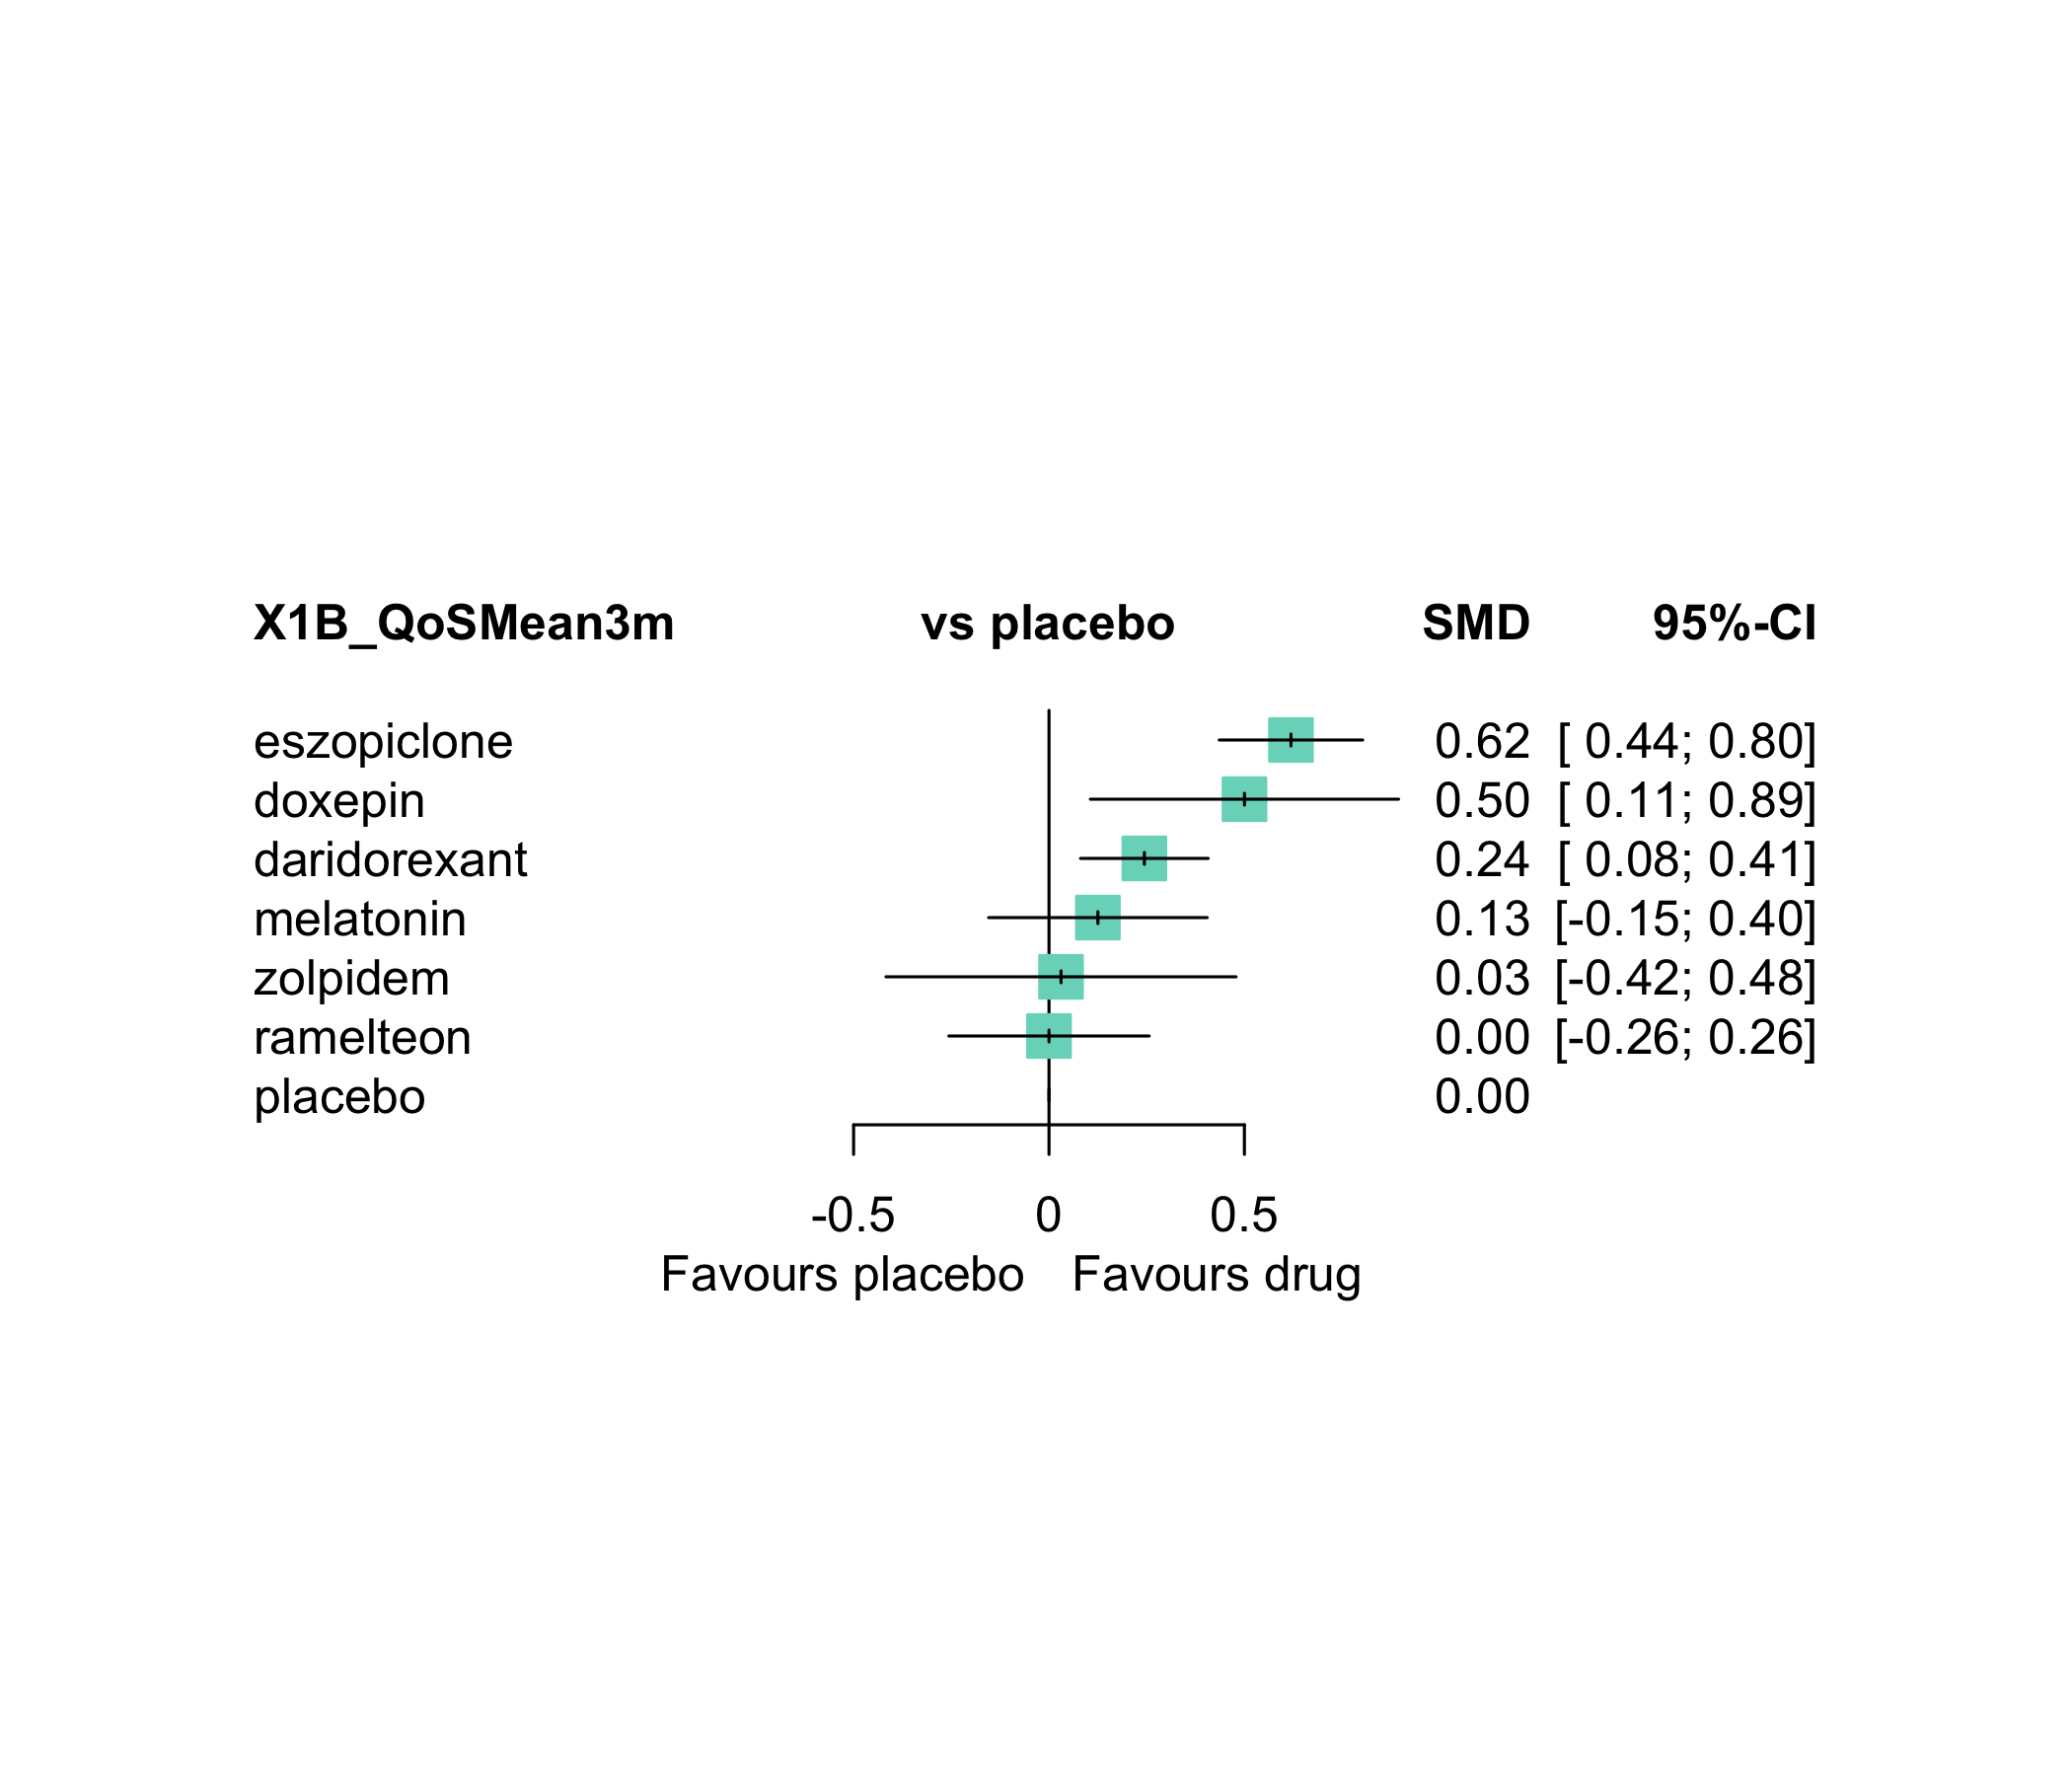 X1B_QoSMean3m vs placebo SMD 95%-CI
eszopiclone 0.62 [ 0.44; 0.80]
doxepin 0.50 [ 0.11; 0.89]
daridorexant 0.24 [ 0.08; 0.41]
melatonin 0.13 [-0.15; 0.40]
zolpidem 0.03 [-0.42; 0.48]
ramelteon 0.00 [-0.26; 0.26]
placebo 0.00
-0.5 0 0.5
Favours placebo Favours drug